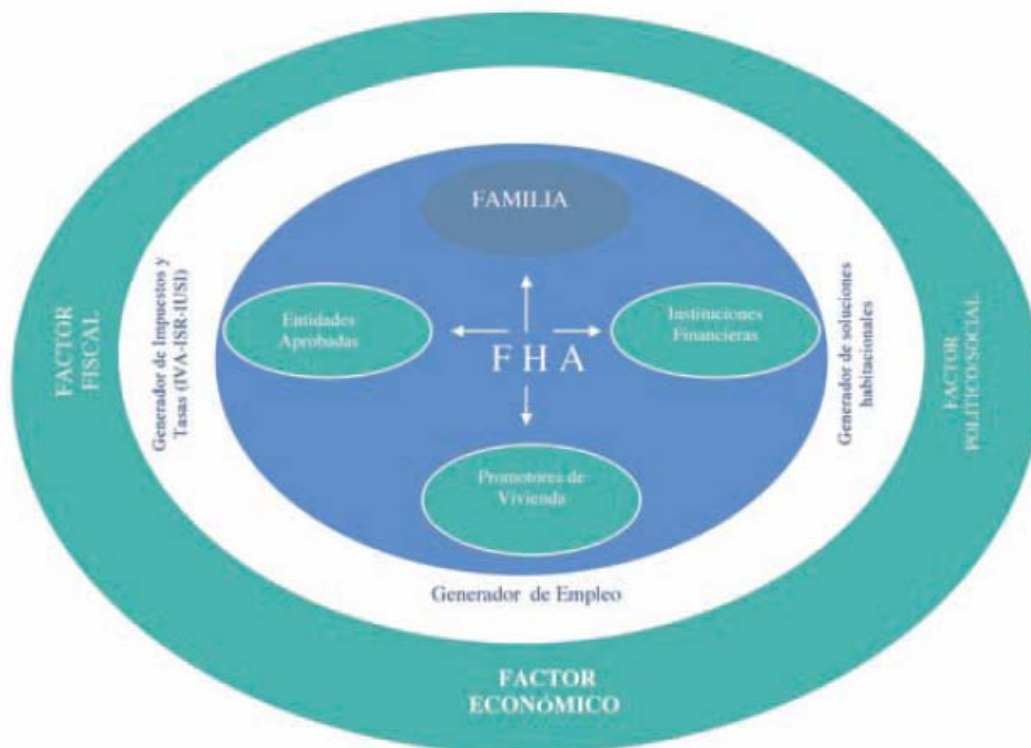 FAMILIA
Entidades
Aprobadas
Instituciones
Financieras
F H A
Promotores de
Vivienda
Generador de Impuestos y
Tasas (IVA-ISR-IUSI)
Generador de soluciones
habitacionales
Generador de Empleo
FACTOR
FISCAL
FACTOR
POLITICO/SOCIAL
FACTOR
ECONÓMICO